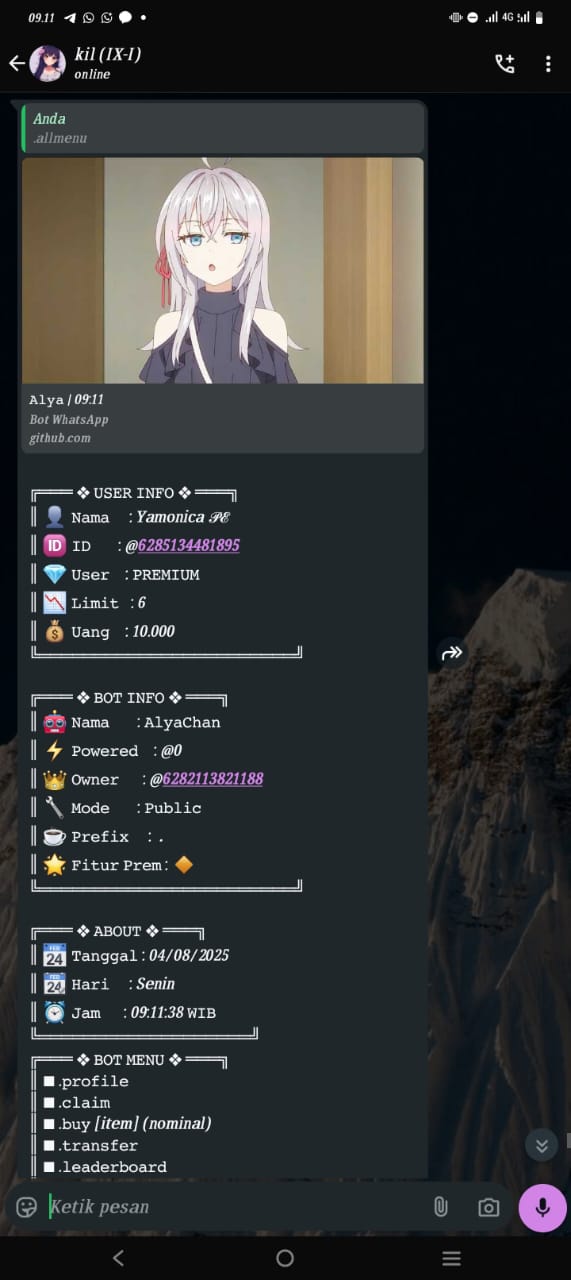 09.11 4G
kil (IX-I)
online
Anda
.allmenu
Alya | 09:11
Bot WhatsApp
github.com
╔═══ ❖ USER INFO ❖ ═══╗
║ 👤 Nama : Yamonica 𝒫𝐸
║ 🆔 ID : @6285134481895
║ 💎 User : PREMIUM
║ 📉 Limit : 6
║ 💰 Uang : 10.000
╚══════════════════════╝
╔═══ ❖ BOT INFO ❖ ═══╗
║ 🤖 Nama : AlyaChan
║ ⚡ Powered : @0
║ 👑 Owner : @6282113821188
║ 🔧 Mode : Public
║ ☕ Prefix : .
║ 🌟 Fitur Prem : 🔸
╚══════════════════════╝
╔═══ ❖ ABOUT ❖ ═══╗
║ 📅 Tanggal : 04/08/2025
║ 📆 Hari : Senin
║ ⏰ Jam : 09:11:38 WIB
╚══════════════════╝
╔═══ ❖ BOT MENU ❖ ═══╗
║ ■ .profile
║ ■ .claim
║ ■ .buy [item] (nominal)
║ ■ .transfer
║ ■ .leaderboard
Ketik pesan